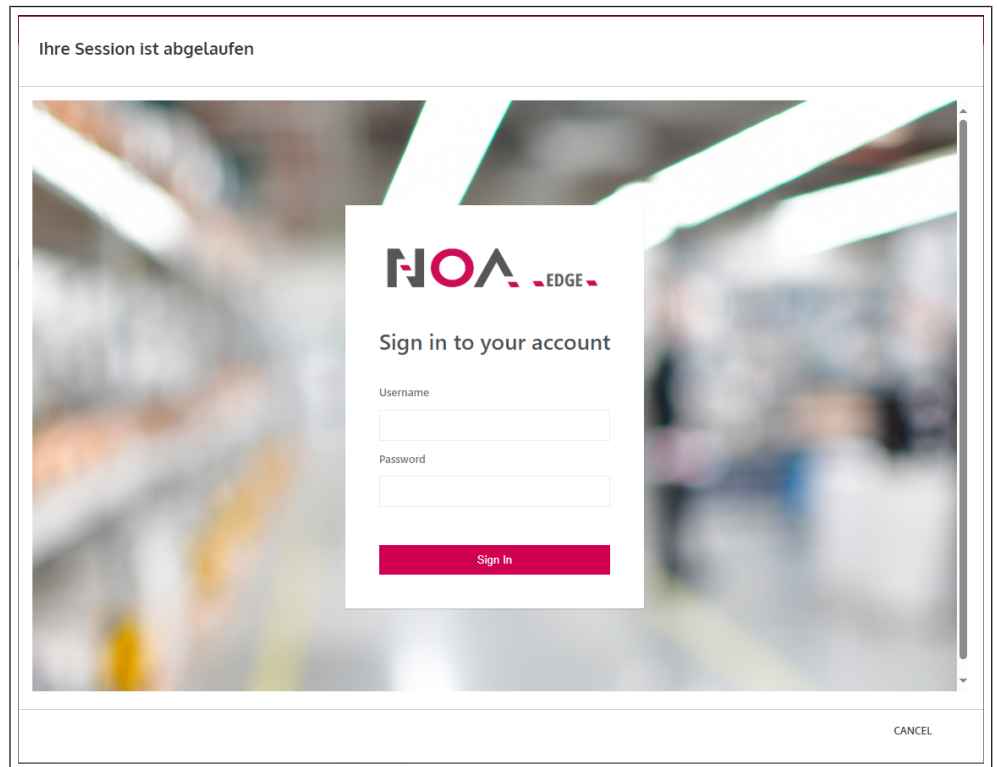 Ihre Session ist abgelaufen
NOA EDGE
Sign in to your account
Username
Password
Sign In
CANCEL